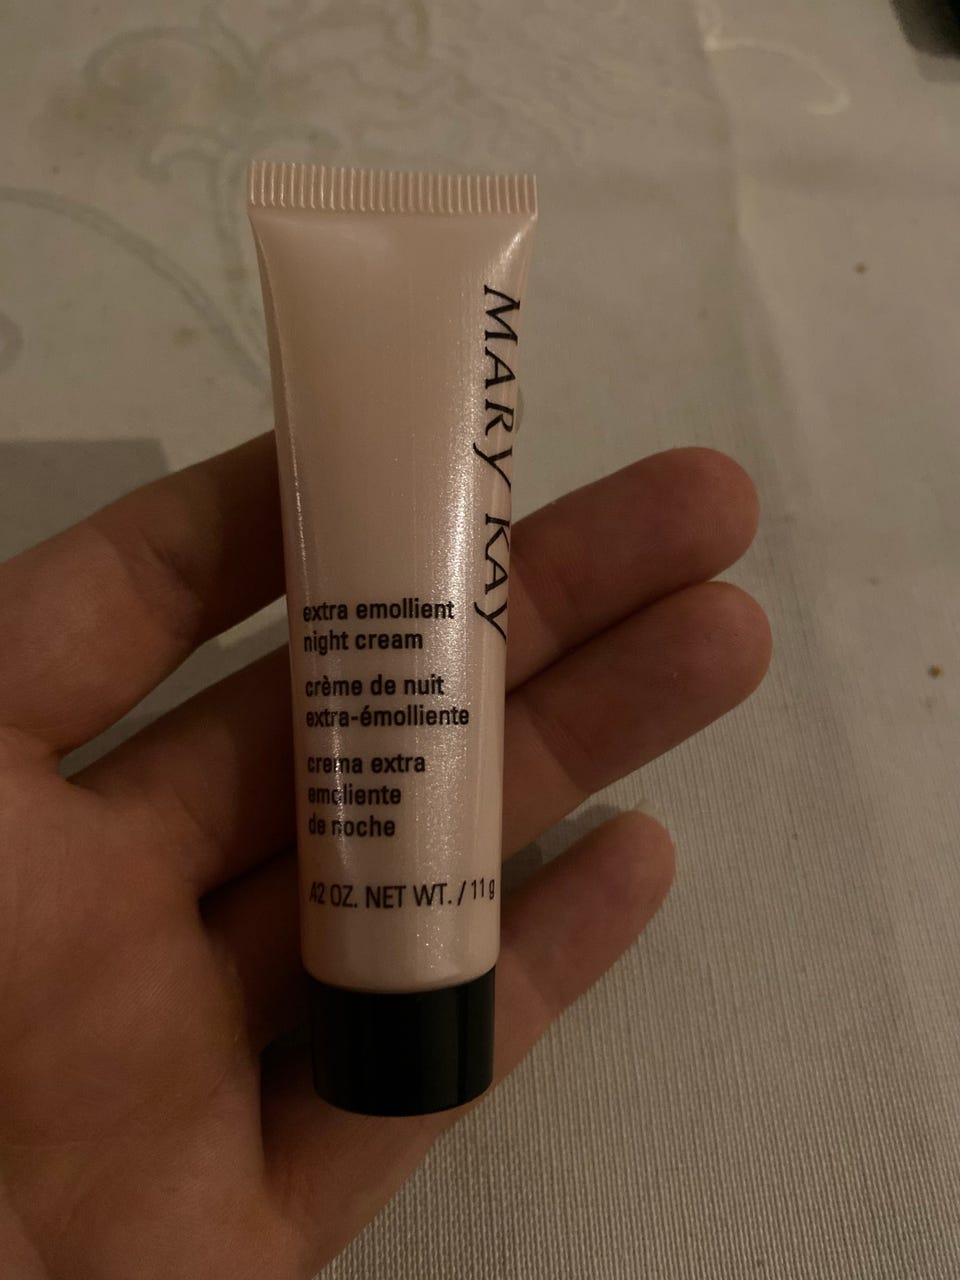 MARY KAY
extra emollient
night cream
crème de nuit
extra-émolliente
crema extra
emoliente
de noche
.42 OZ. NET WT. / 11 g